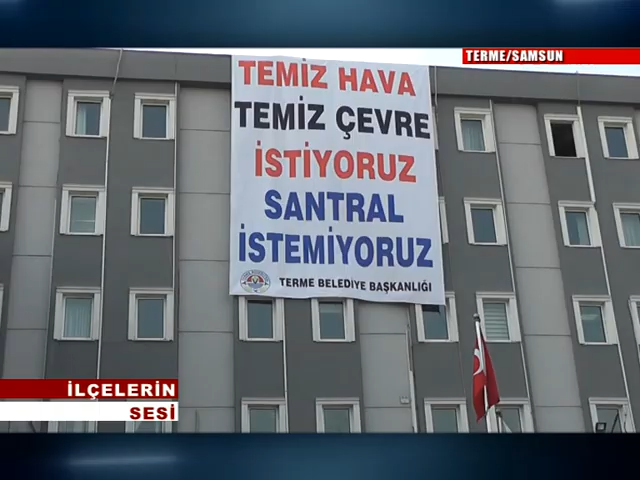 TERME/SAMSUN
TEMİZ HAVA
TEMİZ ÇEVRE
İSTİYORUZ
SANTRAL
İSTEMİYORUZ
TERME BELEDİYE BAŞKANLIĞI
İLÇELERİN
SESİ